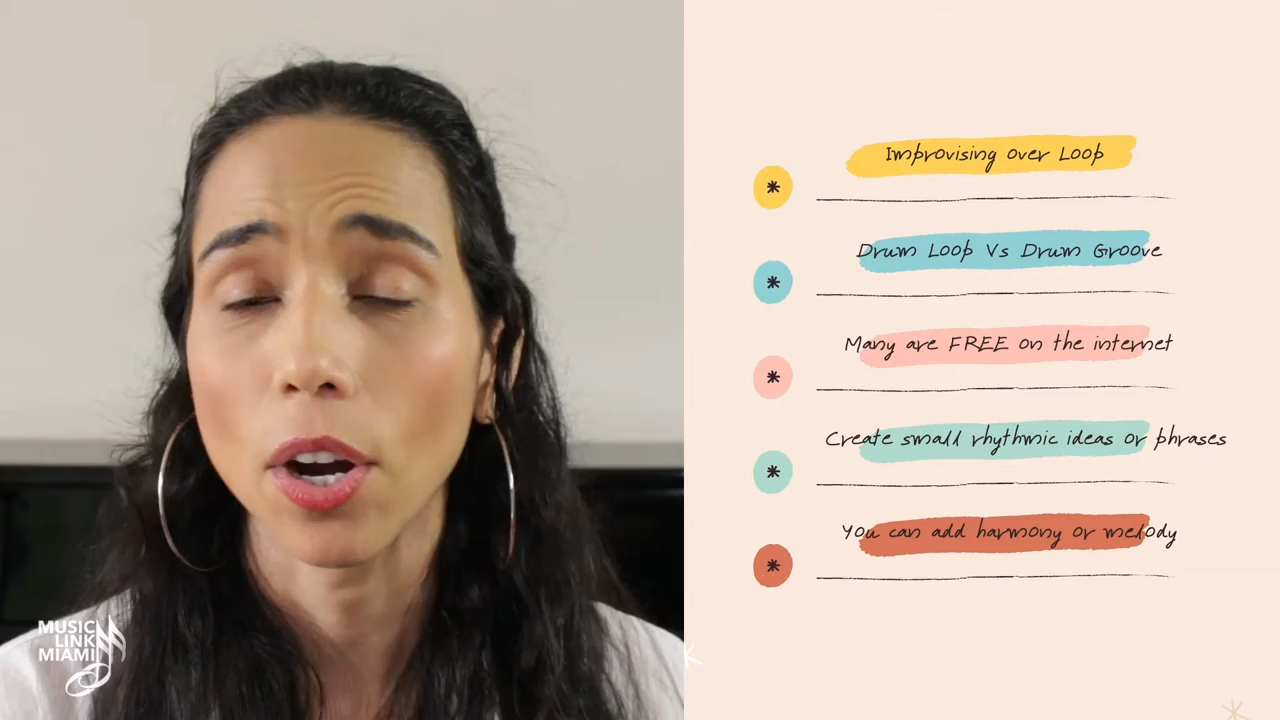 Improvising over Loop
Drum Loop Vs Drum Groove
Many are FREE on the internet
Create small rhythmic ideas or phrases
You can add harmony or melody
MUSIC
LINK
MIAMI